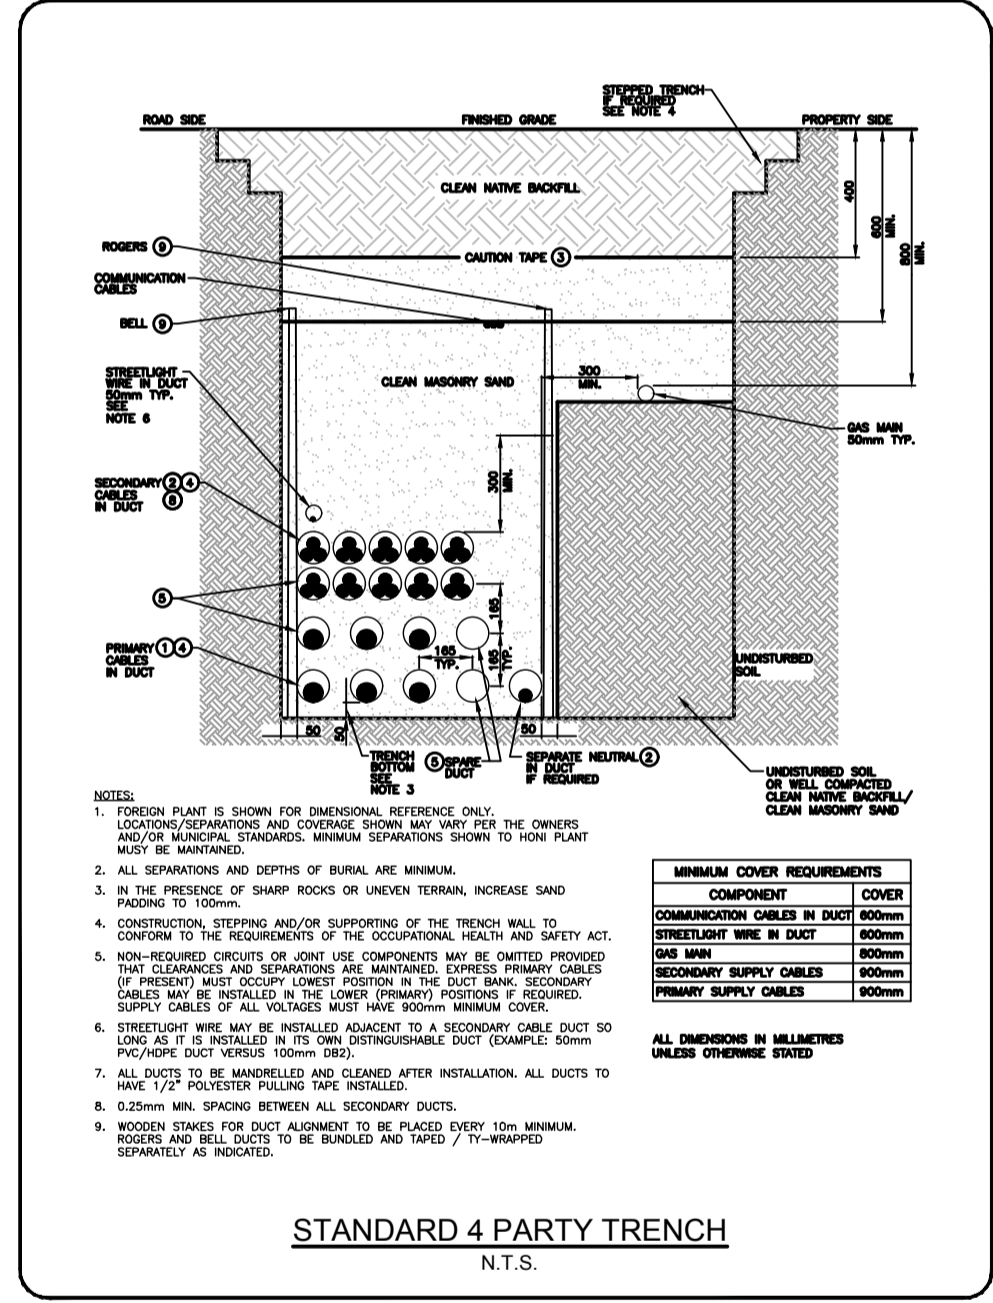 STEPPED TRENCH
IF REQUIRED
SEE NOTE 4
ROAD SIDE
FINISHED GRADE
PROPERTY SIDE
CLEAN NATIVE BACKFILL
400
600
MIN.
800
MIN.
ROGERS 9
CAUTION TAPE 3
COMMUNICATION
CABLES
BELL 9
STREETLIGHT
WIRE IN DUCT
50mm TYP.
SEE
NOTE 6
CLEAN MASONRY SAND
300
MIN.
GAS MAIN
50mm TYP.
300
MIN.
SECONDARY 2 4
CABLES 8
IN DUCT
5
165
165
TYP.
165
TYP.
PRIMARY 1 4
CABLES
IN DUCT
UNDISTURBED
SOIL
50
50
50
TRENCH
BOTTOM
SEE
NOTE 3
5 SPARE
DUCT
SEPARATE NEUTRAL 2
IN DUCT
IF REQUIRED
UNDISTURBED SOIL
OR WELL COMPACTED
CLEAN NATIVE BACKFILL/
CLEAN MASONRY SAND
NOTES:
1. FOREIGN PLANT IS SHOWN FOR DIMENSIONAL REFERENCE ONLY.
LOCATIONS/SEPARATIONS AND COVERAGE SHOWN MAY VARY PER THE OWNERS
AND/OR MUNICIPAL STANDARDS. MINIMUM SEPARATIONS SHOWN TO HONI PLANT
MUSY BE MAINTAINED.
2. ALL SEPARATIONS AND DEPTHS OF BURIAL ARE MINIMUM.
3. IN THE PRESENCE OF SHARP ROCKS OR UNEVEN TERRAIN, INCREASE SAND
PADDING TO 100mm.
4. CONSTRUCTION, STEPPING AND/OR SUPPORTING OF THE TRENCH WALL TO
CONFORM TO THE REQUIREMENTS OF THE OCCUPATIONAL HEALTH AND SAFETY ACT.
5. NON-REQUIRED CIRCUITS OR JOINT USE COMPONENTS MAY BE OMITTED PROVIDED
THAT CLEARANCES AND SEPARATIONS ARE MAINTAINED. EXPRESS PRIMARY CABLES
(IF PRESENT) MUST OCCUPY LOWEST POSITION IN THE DUCT BANK. SECONDARY
CABLES MAY BE INSTALLED IN THE LOWER (PRIMARY) POSITIONS IF REQUIRED.
SUPPLY CABLES OF ALL VOLTAGES MUST HAVE 900mm MINIMUM COVER.
6. STREETLIGHT WIRE MAY BE INSTALLED ADJACENT TO A SECONDARY CABLE DUCT SO
LONG AS IT IS INSTALLED IN ITS OWN DISTINGUISHABLE DUCT (EXAMPLE: 50mm
PVC/HDPE DUCT VERSUS 100mm DB2).
7. ALL DUCTS TO BE MANDRELLED AND CLEANED AFTER INSTALLATION. ALL DUCTS TO
HAVE 1/2" POLYESTER PULLING TAPE INSTALLED.
8. 0.25mm MIN. SPACING BETWEEN ALL SECONDARY DUCTS.
9. WOODEN STAKES FOR DUCT ALIGNMENT TO BE PLACED EVERY 10m MINIMUM.
ROGERS AND BELL DUCTS TO BE BUNDLED AND TAPED / TY-WRAPPED
SEPARATELY AS INDICATED.
MINIMUM COVER REQUIREMENTS
COMPONENT COVER
COMMUNICATION CABLES IN DUCT 600mm
STREETLIGHT WIRE IN DUCT 600mm
GAS MAIN 800mm
SECONDARY SUPPLY CABLES 900mm
PRIMARY SUPPLY CABLES 900mm
ALL DIMENSIONS IN MILLIMETRES
UNLESS OTHERWISE STATED
STANDARD 4 PARTY TRENCH
N.T.S.